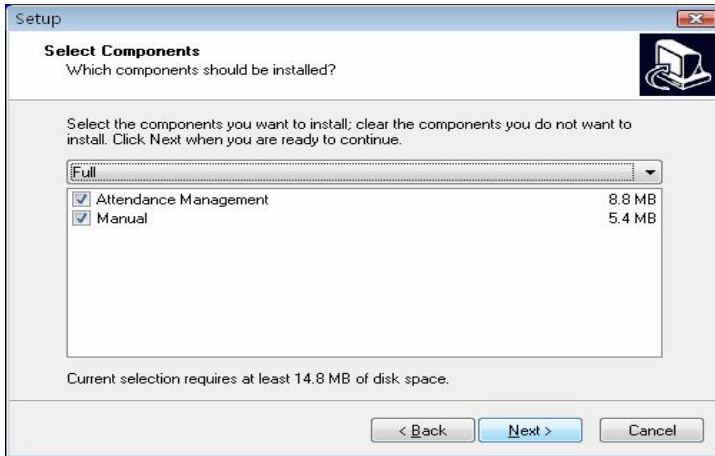 Setup
Select Components
Which components should be installed?
Select the components you want to install; clear the components you do not want to
install. Click Next when you are ready to continue.
Full
Attendance Management 8.8 MB
Manual 5.4 MB
Current selection requires at least 14.8 MB of disk space.
< Back Next > Cancel